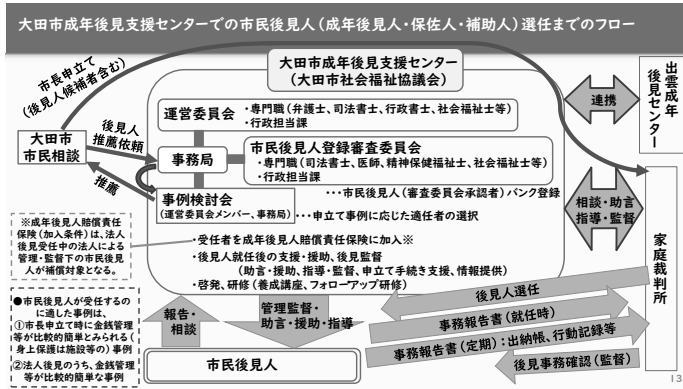 大田市成年後見支援センターでの市民後見人（成年後見人・保佐人・補助人）選任までのフロー
大田市成年後見支援センター
（大田市社会福祉協議会）
市長申立て
（後見人候補者含む）
出雲成年
後見センター
連携
運営委員会
・専門職（弁護士、司法書士、行政書士、社会福祉士等）
・行政担当課
大田市
市民相談
後見人
推薦依頼
推薦
事務局
市民後見人登録審査委員会
・専門職（司法書士、医師、精神保健福祉士、社会福祉士等）
・行政担当課
事例検討会
（運営委員会メンバー、事務局）
･･･市民後見人（審査委員会承認者）バンク登録
･･･申立て事例に応じた適任者の選択
相談・助言
指導・監督
家庭裁判所
※成年後見人賠償責任
保険（加入条件）は、法人
後見受任中の法人による
管理・監督下の市民後見
人が補償対象となる。
・受任者を成年後見人賠償責任保険に加入※
・後見人就任後の支援・援助、後見監督
（助言・援助、指導・監督、申立て手続き支援、情報提供）
・啓発、研修（養成講座、フォローアップ研修）
●市民後見人が受任するの
に適した事例は、
①市長申立て時に金銭管理
等が比較的簡単とみられる（
身上保護は施設等の）事例
②法人後見のうち、金銭管理
等が比較的簡単な事例
報告・
相談
管理監督・
助言・援助・指導
後見人選任
事務報告書（就任時）
事務報告書（定期）：出納帳、行動記録等
後見事務確認（監督）
市民後見人
13